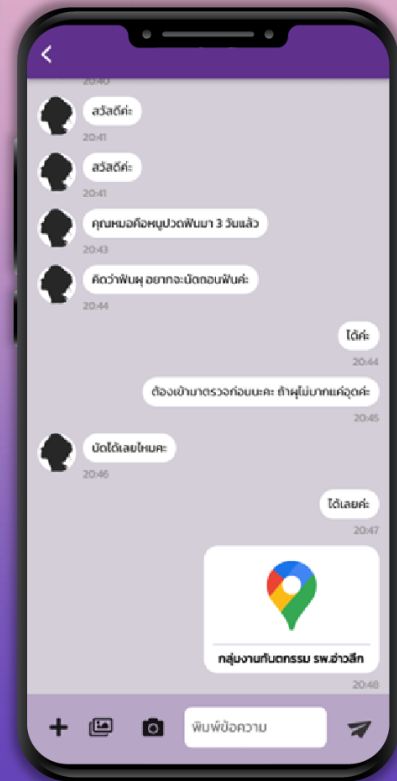 20:40
สวัสดีค่ะ
20:41
สวัสดีค่ะ
20:41
คุณหมอคือหนูปวดฟันมา 3 วันแล้ว
20:43
คิดว่าฟันผุ อยากจะนัดถอนฟันค่ะ
20:44
ได้ค่ะ
20:44
ต้องเข้ามาตรวจก่อนนะคะ ถ้าผุไม่มากแค่อุดค่ะ
20:45
นัดได้เลยไหมคะ
20:46
ได้เลยค่ะ
20:47
กลุ่มงานทันตกรรม รพ.อ่าวลึก
20:48
พิมพ์ข้อความ